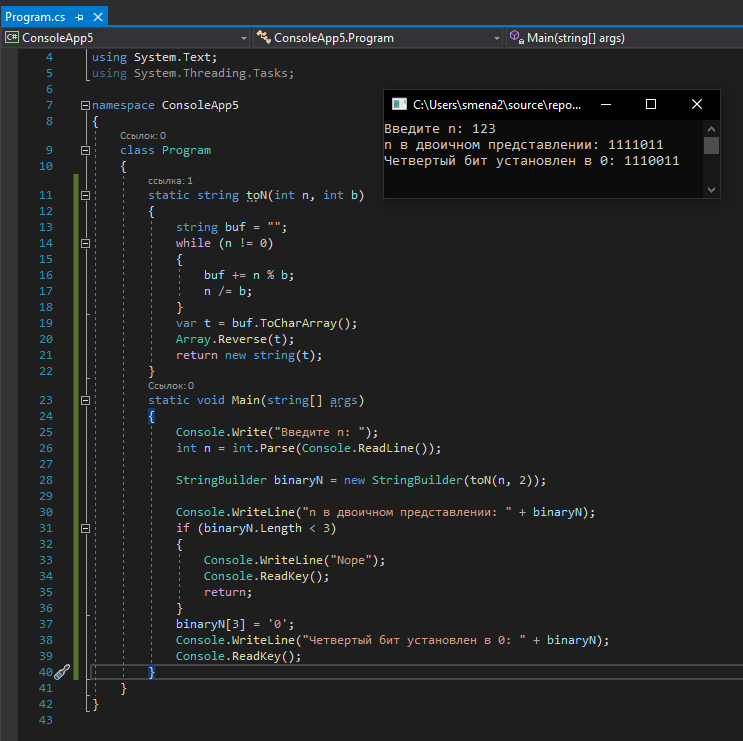 Program.cs
ConsoleApp5
ConsoleApp5.Program
Main(string[] args)
4 using System.Text;
5 using System.Threading.Tasks;
6
7 namespace ConsoleApp5
8 {
Ссылок: 0
9 class Program
10 {
ссылка: 1
11 static string toN(int n, int b)
12 {
13 string buf = "";
14 while (n != 0)
15 {
16 buf += n % b;
17 n /= b;
18 }
19 var t = buf.ToCharArray();
20 Array.Reverse(t);
21 return new string(t);
22 }
Ссылок: 0
23 static void Main(string[] args)
24 {
25 Console.Write("Введите n: ");
26 int n = int.Parse(Console.ReadLine());
27
28 StringBuilder binaryN = new StringBuilder(toN(n, 2));
29
30 Console.WriteLine("n в двоичном представлении: " + binaryN);
31 if (binaryN.Length < 3)
32 {
33 Console.WriteLine("Nope");
34 Console.ReadKey();
35 return;
36 }
37 binaryN[3] = '0';
38 Console.WriteLine("Четвертый бит установлен в 0: " + binaryN);
39 Console.ReadKey();
40 }
41 }
42 }
43
C:\Users\smena2\source\repo...
Введите n: 123
n в двоичном представлении: 1111011
Четвертый бит установлен в 0: 1110011